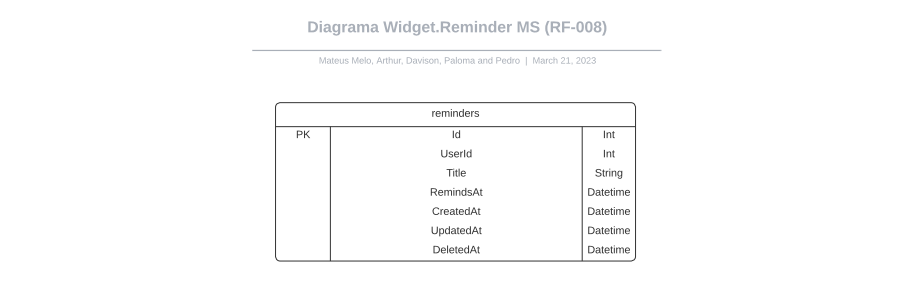 Diagrama Widget.Reminder MS (RF-008)
Mateus Melo, Arthur, Davison, Paloma and Pedro | March 21, 2023
reminders
PK Id Int
UserId Int
Title String
RemindsAt Datetime
CreatedAt Datetime
UpdatedAt Datetime
DeletedAt Datetime